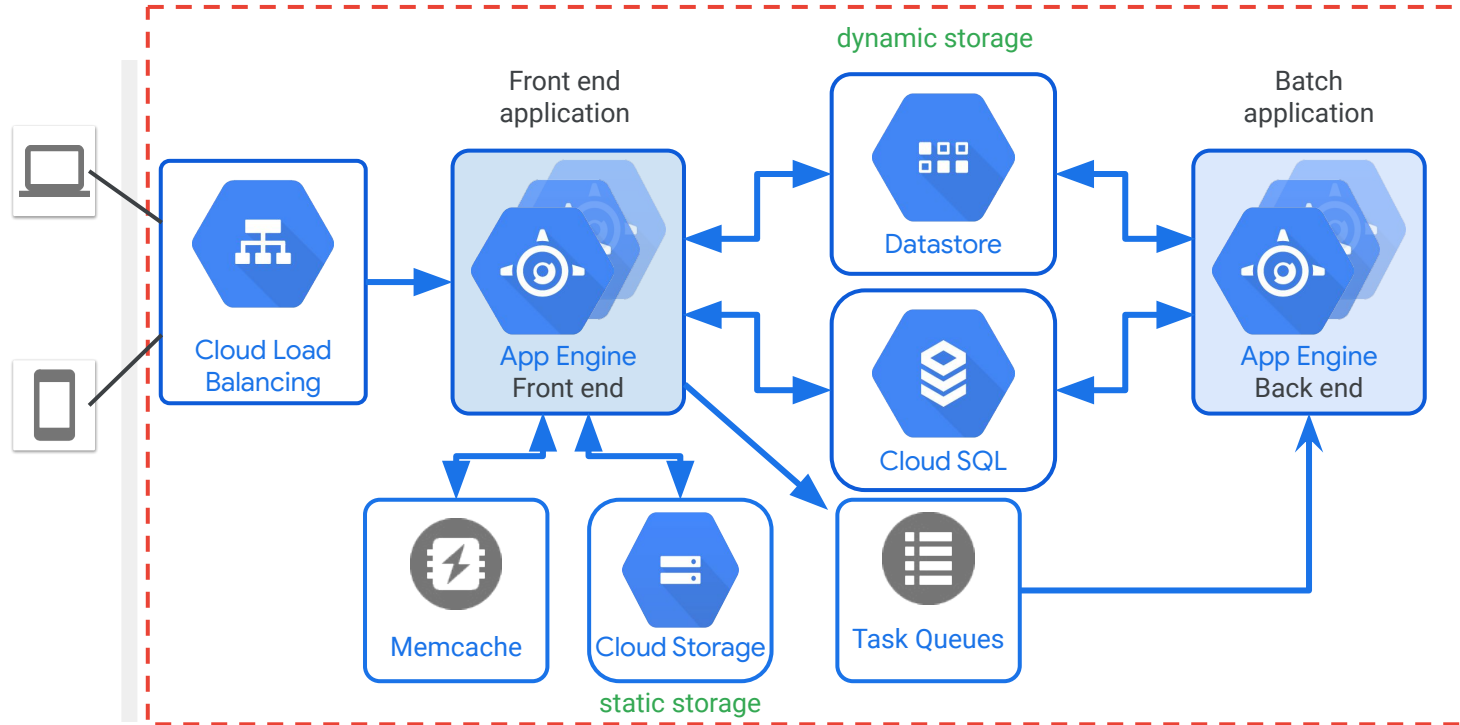 dynamic storage
Front end
application
Batch
application
Datastore
Cloud Load
Balancing
App Engine
Front end
App Engine
Back end
Cloud SQL
Memcache
Cloud Storage
Task Queues
static storage